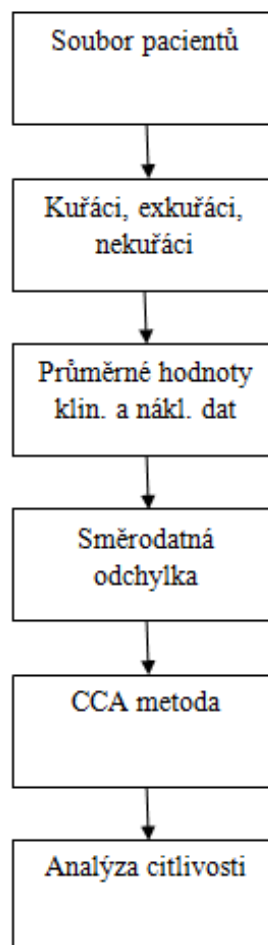 Soubor pacientů
Kuřáci, exkuřáci,
nekuřáci
Průměrné hodnoty
klin. a nákl. dat
Směrodatná
odchylka
CCA metoda
Analýza citlivosti